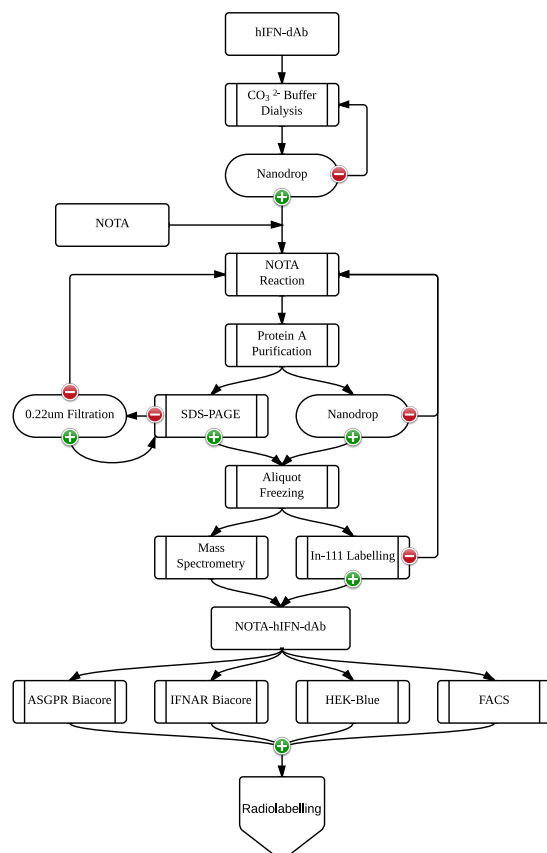 hIFN-dAb
CO₃ ²⁻ Buffer
Dialysis
Nanodrop
NOTA
NOTA
Reaction
Protein A
Purification
0.22um Filtration
SDS-PAGE
Nanodrop
Aliquot
Freezing
Mass
Spectrometry
In-111 Labelling
NOTA-hIFN-dAb
ASGPR Biacore
IFNAR Biacore
HEK-Blue
FACS
Radiolabelling